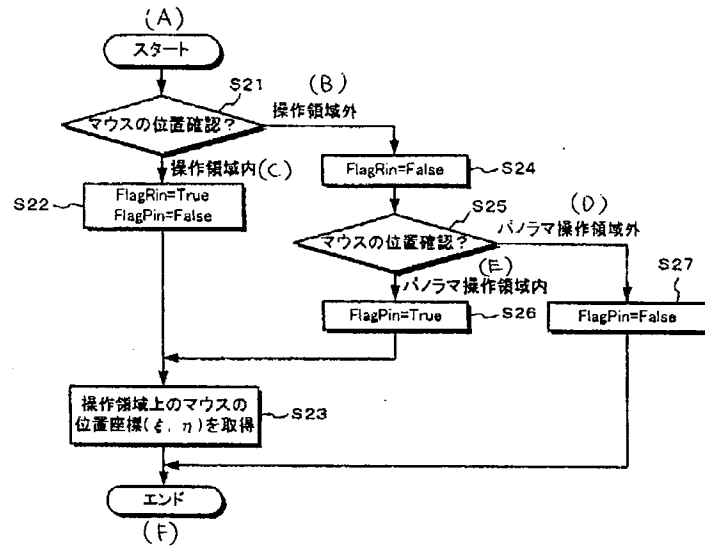 (A)
スタート
S21
マウスの位置確認?
(B)
操作領域外
操作領域内(C)
S22
FlagRin=True
FlagPin=False
FlagRin=False
S24
S25
マウスの位置確認?
(D)
パノラマ操作領域外
(E)
パノラマ操作領域内
FlagPin=True
S26
S27
FlagPin=False
操作領域上のマウスの
位置座標(ξ, η)を取得
S23
エンド
(F)